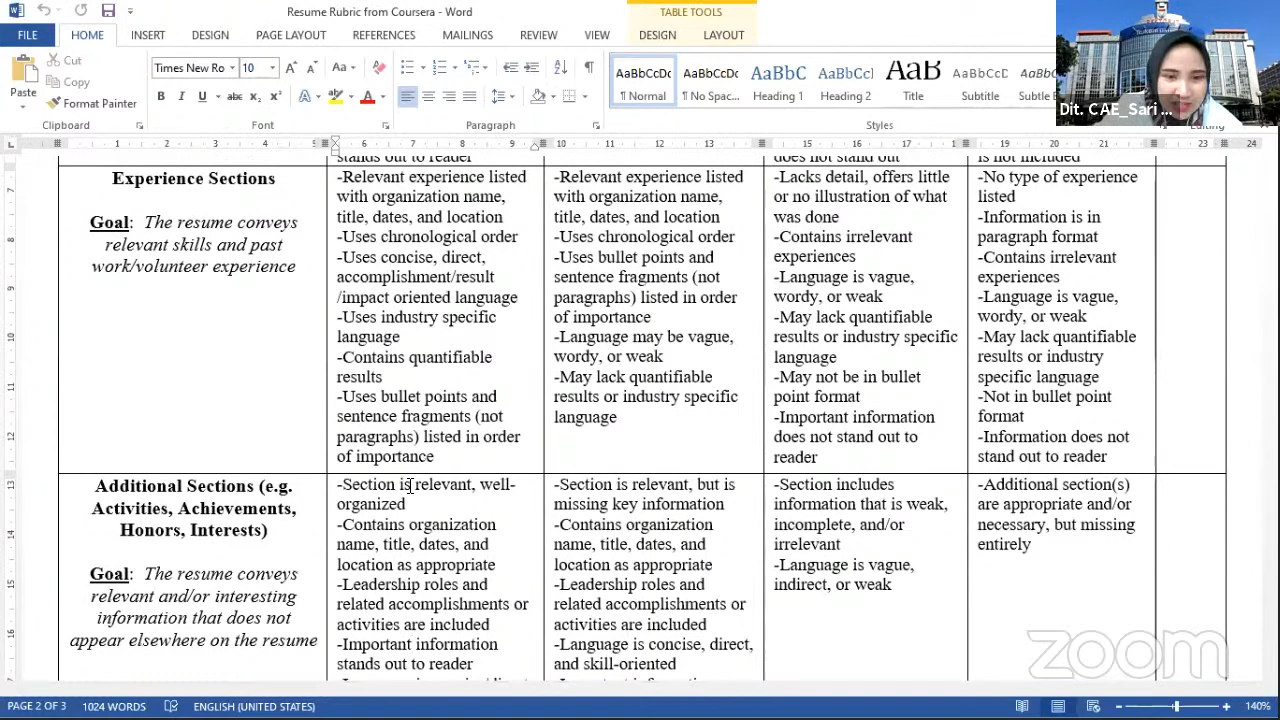 Resume Rubric from Coursera - Word
TABLE TOOLS
FILE
HOME
INSERT
DESIGN
PAGE LAYOUT
REFERENCES
MAILINGS
REVIEW
VIEW
DESIGN
LAYOUT
Paste
Cut
Copy
Format Painter
Clipboard
Times New Ro
10
Font
Paragraph
AaBbCcDc
¶ Normal
AaBbCcDc
¶ No Spac...
AaBbC
Heading 1
AaBbCc
Heading 2
AaB
Title
AaBbCcD
Subtitle
Styles
Editing
Dit. CAE_Sari ...
stands out to reader
does not stand out
is not included
Experience Sections
Goal: The resume conveys
relevant skills and past
work/volunteer experience
-Relevant experience listed
with organization name,
title, dates, and location
-Uses chronological order
-Uses concise, direct,
accomplishment/result
/impact oriented language
-Uses industry specific
language
-Contains quantifiable
results
-Uses bullet points and
sentence fragments (not
paragraphs) listed in order
of importance
-Relevant experience listed
with organization name,
title, dates, and location
-Uses chronological order
-Uses bullet points and
sentence fragments (not
paragraphs) listed in order
of importance
-Language may be vague,
wordy, or weak
-May lack quantifiable
results or industry specific
language
-Lacks detail, offers little
or no illustration of what
was done
-Contains irrelevant
experiences
-Language is vague,
wordy, or weak
-May lack quantifiable
results or industry specific
language
-May not be in bullet
point format
-Important information
does not stand out to
reader
-No type of experience
listed
-Information is in
paragraph format
-Contains irrelevant
experiences
-Language is vague,
wordy, or weak
-May lack quantifiable
results or industry
specific language
-Not in bullet point
format
-Information does not
stand out to reader
Additional Sections (e.g.
Activities, Achievements,
Honors, Interests)
Goal: The resume conveys
relevant and/or interesting
information that does not
appear elsewhere on the resume
-Section is relevant, well-
organized
-Contains organization
name, title, dates, and
location as appropriate
-Leadership roles and
related accomplishments or
activities are included
-Important information
stands out to reader
-Section is relevant, but is
missing key information
-Contains organization
name, title, dates, and
location as appropriate
-Leadership roles and
related accomplishments or
activities are included
-Language is concise, direct,
and skill-oriented
-Section includes
information that is weak,
incomplete, and/or
irrelevant
-Language is vague,
indirect, or weak
-Additional section(s)
are appropriate and/or
necessary, but missing
entirely
zoom
PAGE 2 OF 3
1024 WORDS
ENGLISH (UNITED STATES)
140%